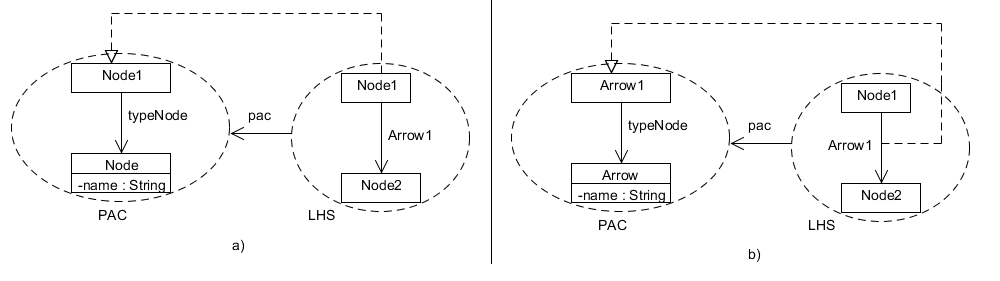 Node1
typeNode
Node
-name : String
PAC
pac
Node1
Arrow1
Node2
LHS
a)
Arrow1
typeNode
Arrow
-name : String
PAC
pac
Node1
Arrow1
Node2
LHS
b)